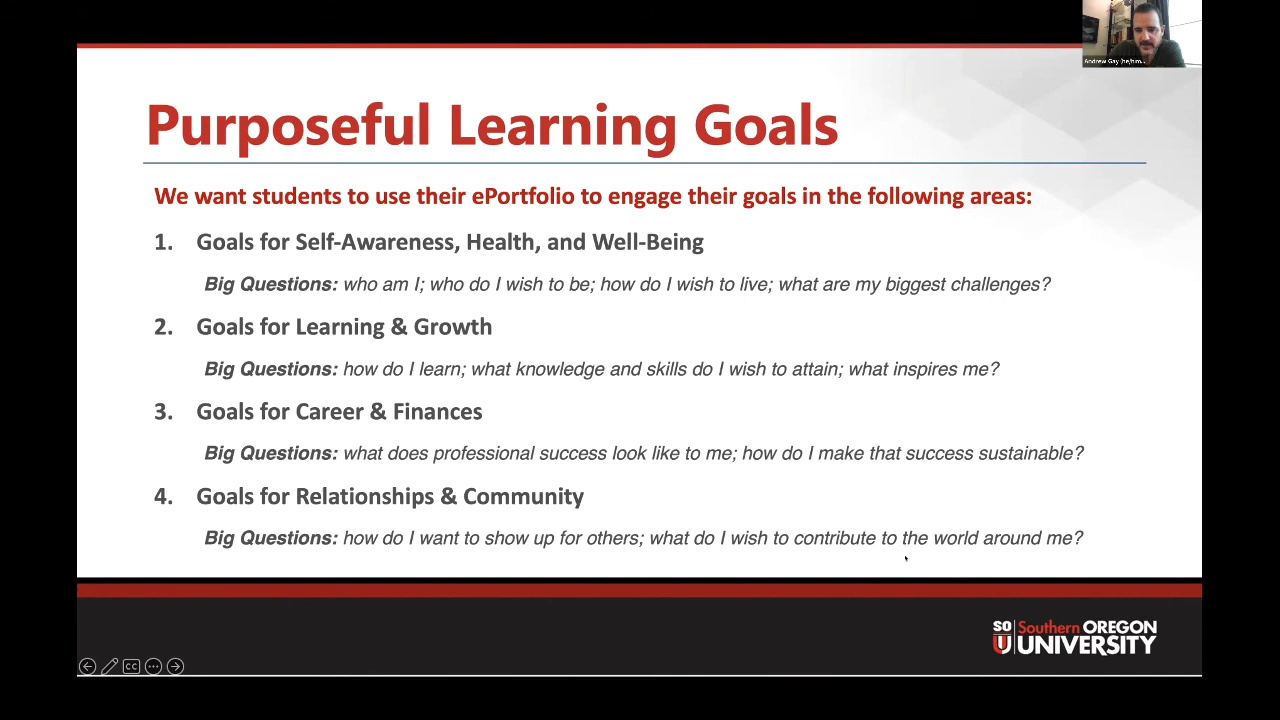 Andrew Gay (he/him...
Purposeful Learning Goals
We want students to use their ePortfolio to engage their goals in the following areas:
1. Goals for Self-Awareness, Health, and Well-Being
Big Questions: who am I; who do I wish to be; how do I wish to live; what are my biggest challenges?
2. Goals for Learning & Growth
Big Questions: how do I learn; what knowledge and skills do I wish to attain; what inspires me?
3. Goals for Career & Finances
Big Questions: what does professional success look like to me; how do I make that success sustainable?
4. Goals for Relationships & Community
Big Questions: how do I want to show up for others; what do I wish to contribute to the world around me?
SO Southern OREGON
U UNIVERSITY
CC